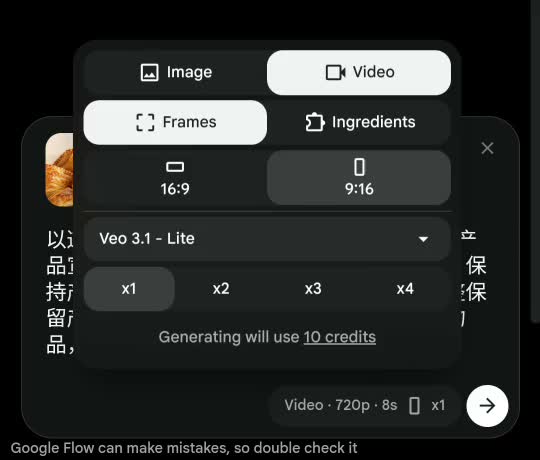 Image
Video
Frames
Ingredients
16:9
9:16
Veo 3.1 - Lite
x1
x2
x3
x4
Generating will use 10 credits
以
产
品
保
持
保
留
品,
Video · 720p · 8s
x1
Google Flow can make mistakes, so double check it